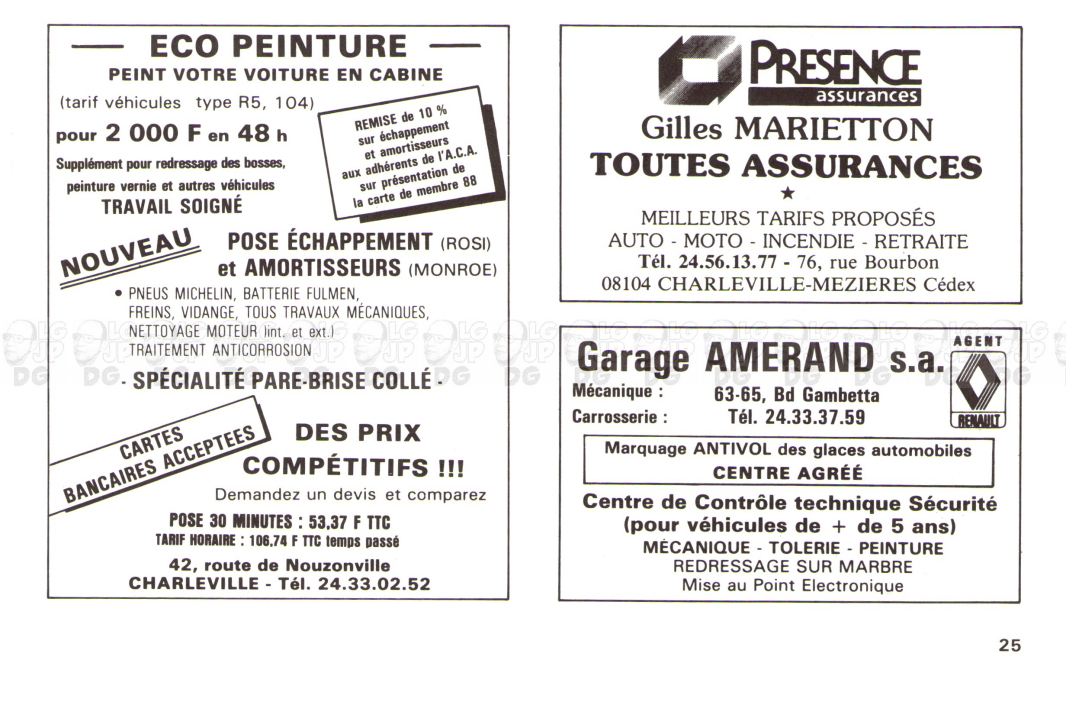 ECO PEINTURE
PEINT VOTRE VOITURE EN CABINE
(tarif véhicules type R5, 104)
pour 2 000 F en 48 h
Supplément pour redressage des bosses,
peinture vernie et autres véhicules
TRAVAIL SOIGNÉ
REMISE de 10 %
sur échappement
et amortisseurs
aux adhérents de l'A.C.A.
sur présentation de
la carte de membre 88
NOUVEAU
POSE ÉCHAPPEMENT (ROSI)
et AMORTISSEURS (MONROE)
• PNEUS MICHELIN, BATTERIE FULMEN,
FREINS, VIDANGE, TOUS TRAVAUX MÉCANIQUES,
NETTOYAGE MOTEUR (int. et ext.)
TRAITEMENT ANTICORROSION
- SPÉCIALITÉ PARE-BRISE COLLÉ -
CARTES
BANCAIRES ACCEPTEES
DES PRIX
COMPÉTITIFS !!!
Demandez un devis et comparez
POSE 30 MINUTES : 53,37 F TTC
TARIF HORAIRE : 106,74 F TTC temps passé
42, route de Nouzonville
CHARLEVILLE - Tél. 24.33.02.52
PRESENCE
assurances
Gilles MARIETTON
TOUTES ASSURANCES
★
MEILLEURS TARIFS PROPOSÉS
AUTO - MOTO - INCENDIE - RETRAITE
Tél. 24.56.13.77 - 76, rue Bourbon
08104 CHARLEVILLE-MEZIERES Cédex
Garage AMERAND s.a.
AGENT
RENAULT
Mécanique : 63-65, Bd Gambetta
Carrosserie : Tél. 24.33.37.59
Marquage ANTIVOL des glaces automobiles
CENTRE AGRÉÉ
Centre de Contrôle technique Sécurité
(pour véhicules de + de 5 ans)
MÉCANIQUE - TOLERIE - PEINTURE
REDRESSAGE SUR MARBRE
Mise au Point Electronique
25